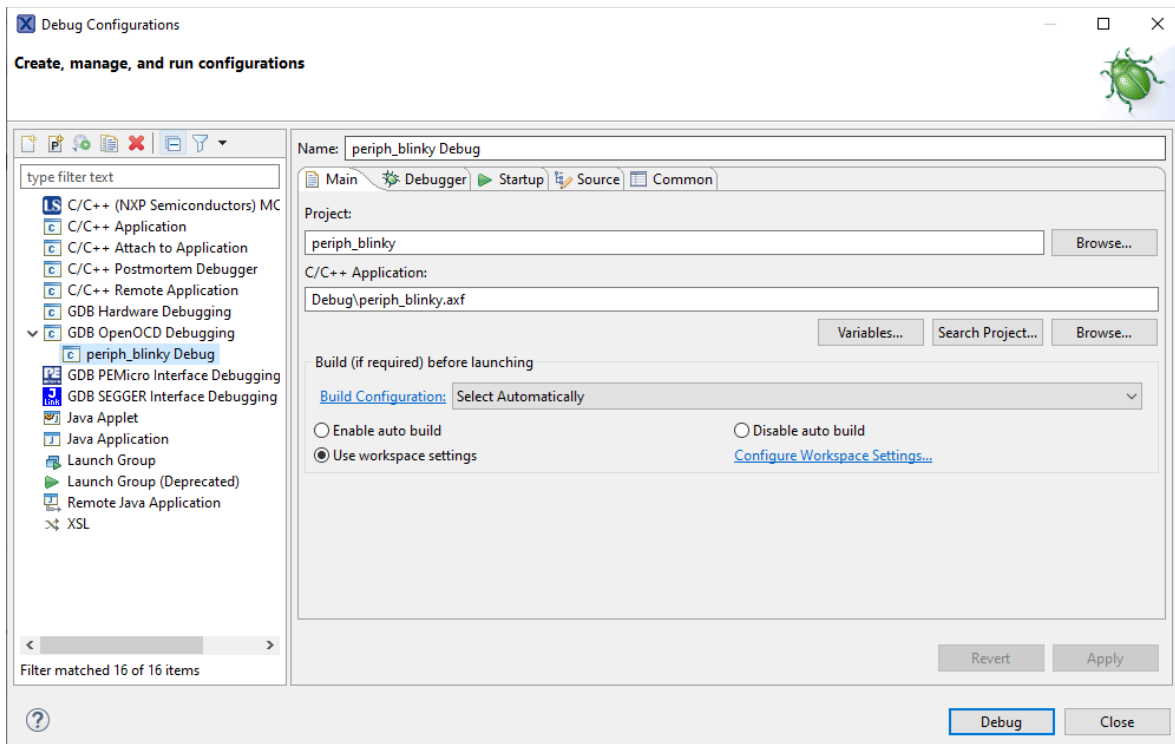 Debug Configurations
Create, manage, and run configurations
type filter text
C/C++ (NXP Semiconductors) MC
C/C++ Application
C/C++ Attach to Application
C/C++ Postmortem Debugger
C/C++ Remote Application
GDB Hardware Debugging
GDB OpenOCD Debugging
periph_blinky Debug
GDB PEMicro Interface Debugging
GDB SEGGER Interface Debugging
Java Applet
Java Application
Launch Group
Launch Group (Deprecated)
Remote Java Application
XSL
Filter matched 16 of 16 items
Name: periph_blinky Debug
Main Debugger Startup Source Common
Project:
periph_blinky Browse...
C/C++ Application:
Debug\periph_blinky.axf
Variables... Search Project... Browse...
Build (if required) before launching
Build Configuration: Select Automatically
Enable auto build Disable auto build
Use workspace settings Configure Workspace Settings...
Revert Apply
Debug Close